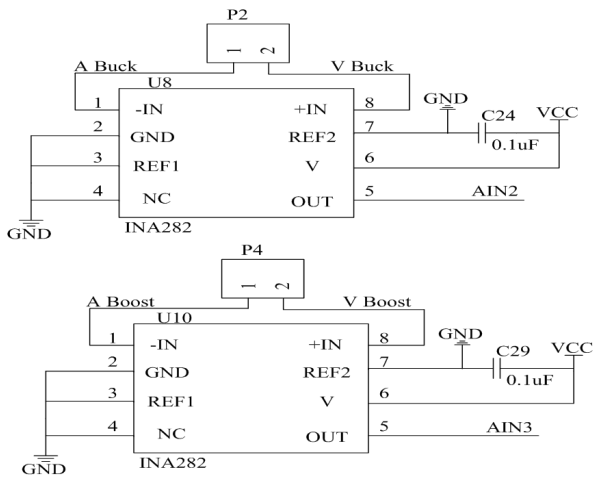 P2
1 2
A Buck V Buck
U8
GND
C24
VCC
0.1uF
1 -IN +IN 8
2 GND REF2 7
3 REF1 V 6
4 NC OUT 5 AIN2
GND
INA282
P4
1 2
A Boost V Boost
U10
GND
C29
VCC
0.1uF
1 -IN +IN 8
2 GND REF2 7
3 REF1 V 6
4 NC OUT 5 AIN3
GND
INA282